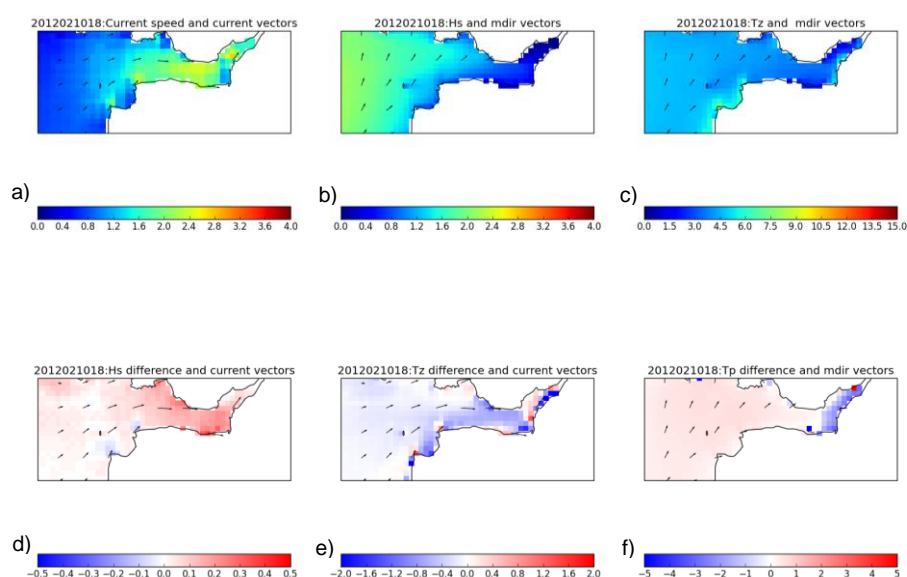 2012021018:Current speed and current vectors
2012021018:Hs and mdir vectors
2012021018:Tz and  mdir vectors
a)
0.0 0.4 0.8 1.2 1.6 2.0 2.4 2.8 3.2 3.6 4.0
b)
0.0 0.4 0.8 1.2 1.6 2.0 2.4 2.8 3.2 3.6 4.0
c)
0.0 1.5 3.0 4.5 6.0 7.5 9.0 10.5 12.0 13.5 15.0
2012021018:Hs difference and current vectors
2012021018:Tz difference and current vectors
2012021018:Tp difference and mdir vectors
d)
−0.5 −0.4 −0.3 −0.2 −0.1 0.0 0.1 0.2 0.3 0.4 0.5
e)
−2.0 −1.6 −1.2 −0.8 −0.4 0.0 0.4 0.8 1.2 1.6 2.0
f)
−5 −4 −3 −2 −1 0 1 2 3 4 5